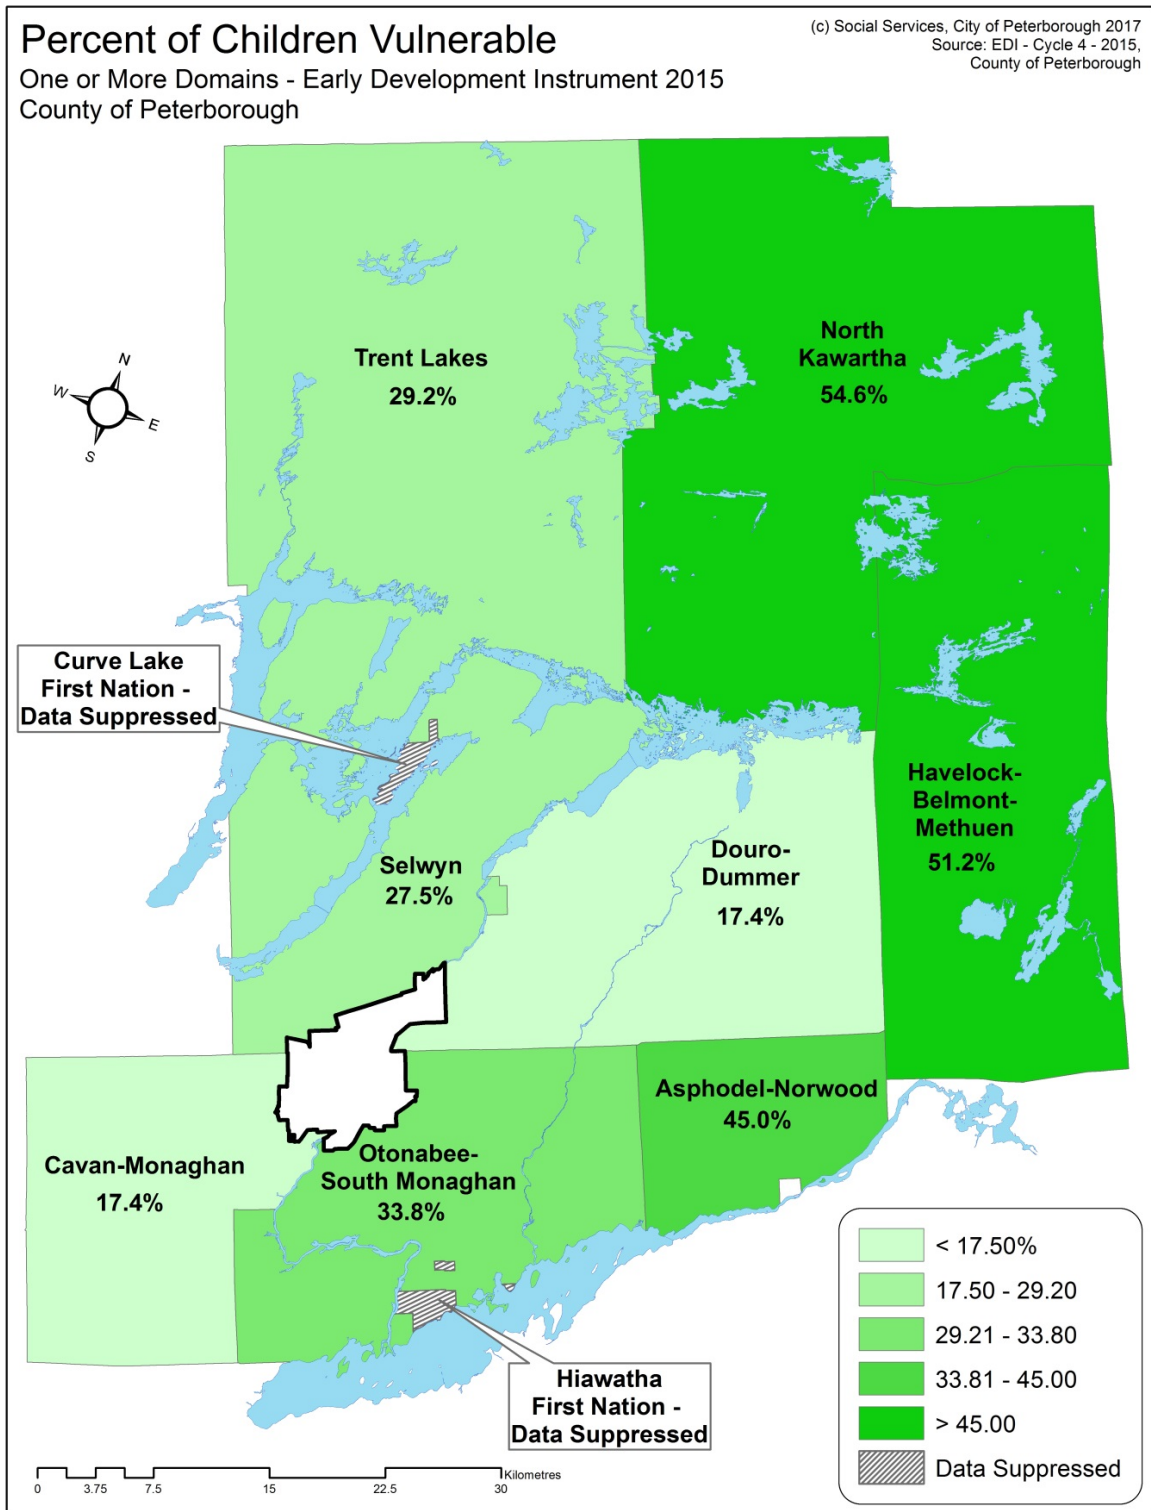 Percent of Children Vulnerable
One or More Domains - Early Development Instrument 2015
County of Peterborough
(c) Social Services, City of Peterborough 2017
Source: EDI - Cycle 4 - 2015,
County of Peterborough
N
W
E
S
Trent Lakes
29.2%
North
Kawartha
54.6%
Curve Lake
First Nation -
Data Suppressed
Havelock-
Belmont-
Methuen
51.2%
Selwyn
27.5%
Douro-
Dummer
17.4%
Asphodel-Norwood
45.0%
Cavan-Monaghan
17.4%
Otonabee-
South Monaghan
33.8%
Hiawatha
First Nation -
Data Suppressed
< 17.50%
17.50 - 29.20
29.21 - 33.80
33.81 - 45.00
> 45.00
Data Suppressed
Kilometres
0 3.75 7.5 15 22.5 30